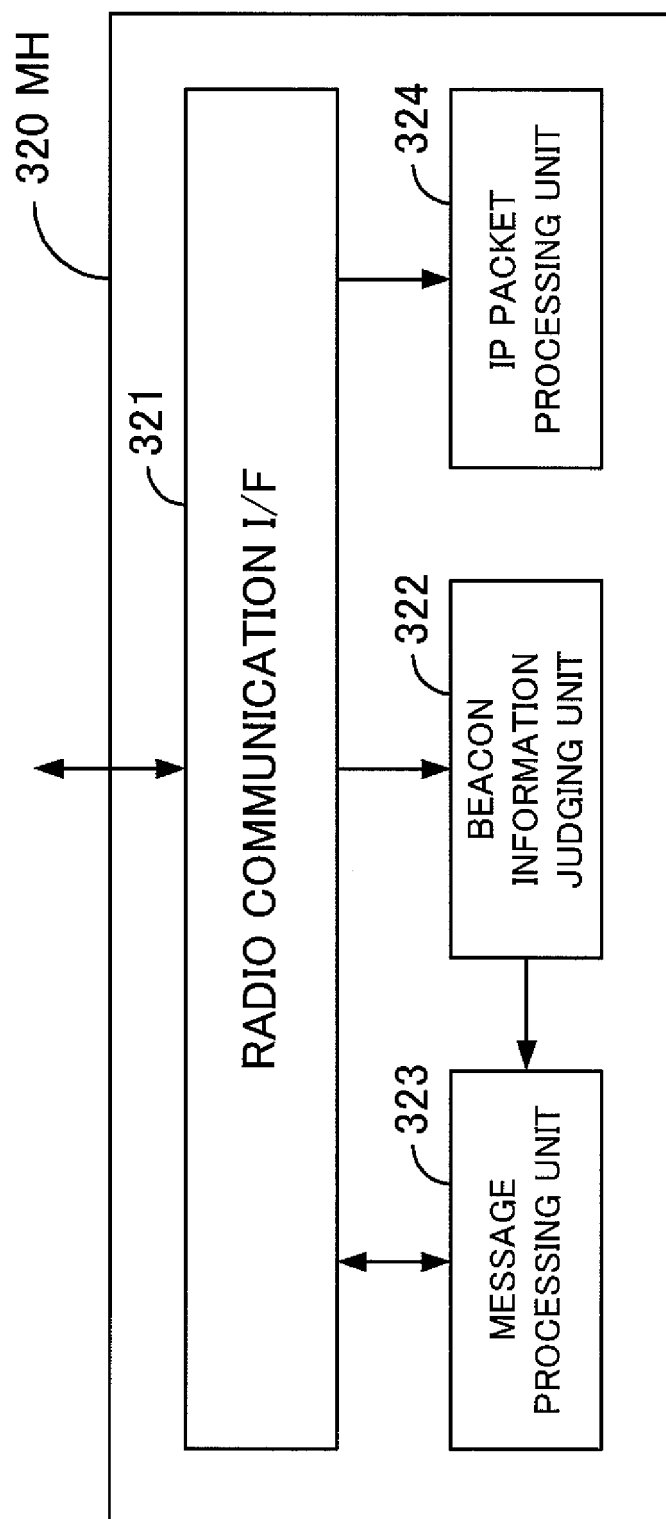 320 MH
321
RADIO COMMUNICATION I/F
323
MESSAGE
PROCESSING UNIT
322
BEACON
INFORMATION
JUDGING UNIT
324
IP PACKET
PROCESSING UNIT